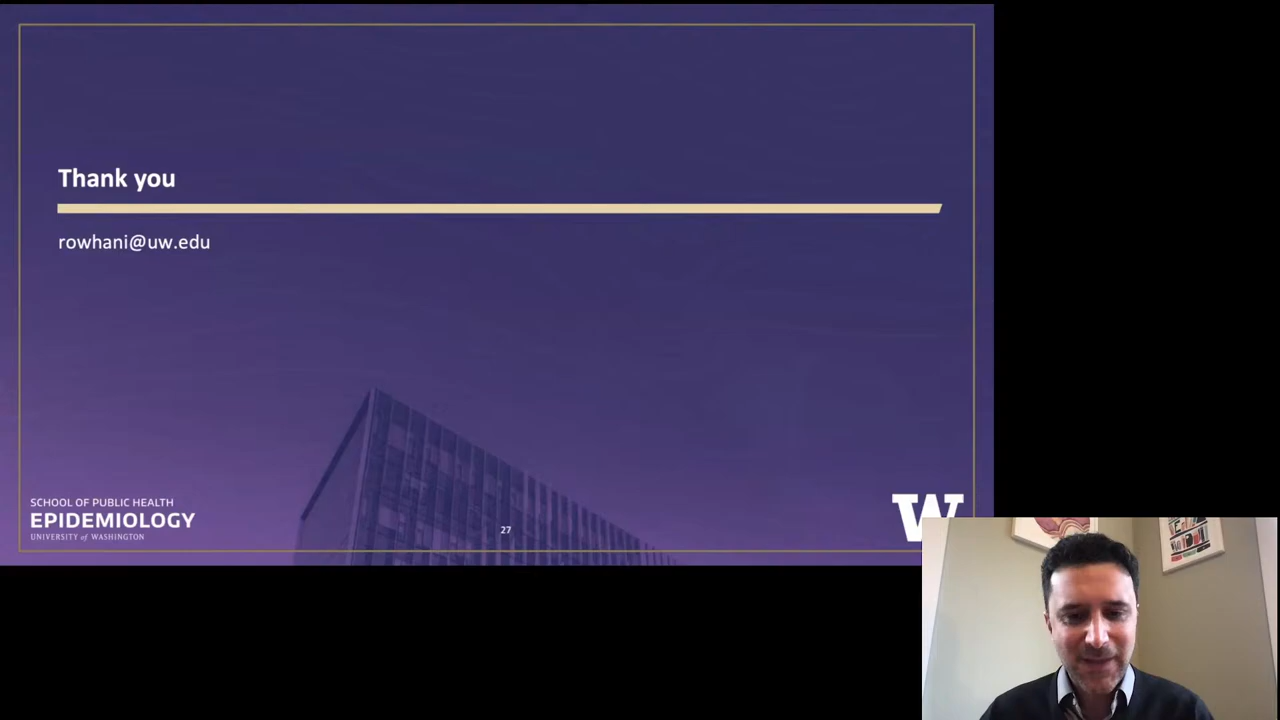 Thank you
rowhani@uw.edu
SCHOOL OF PUBLIC HEALTH
EPIDEMIOLOGY
UNIVERSITY of WASHINGTON
27
W